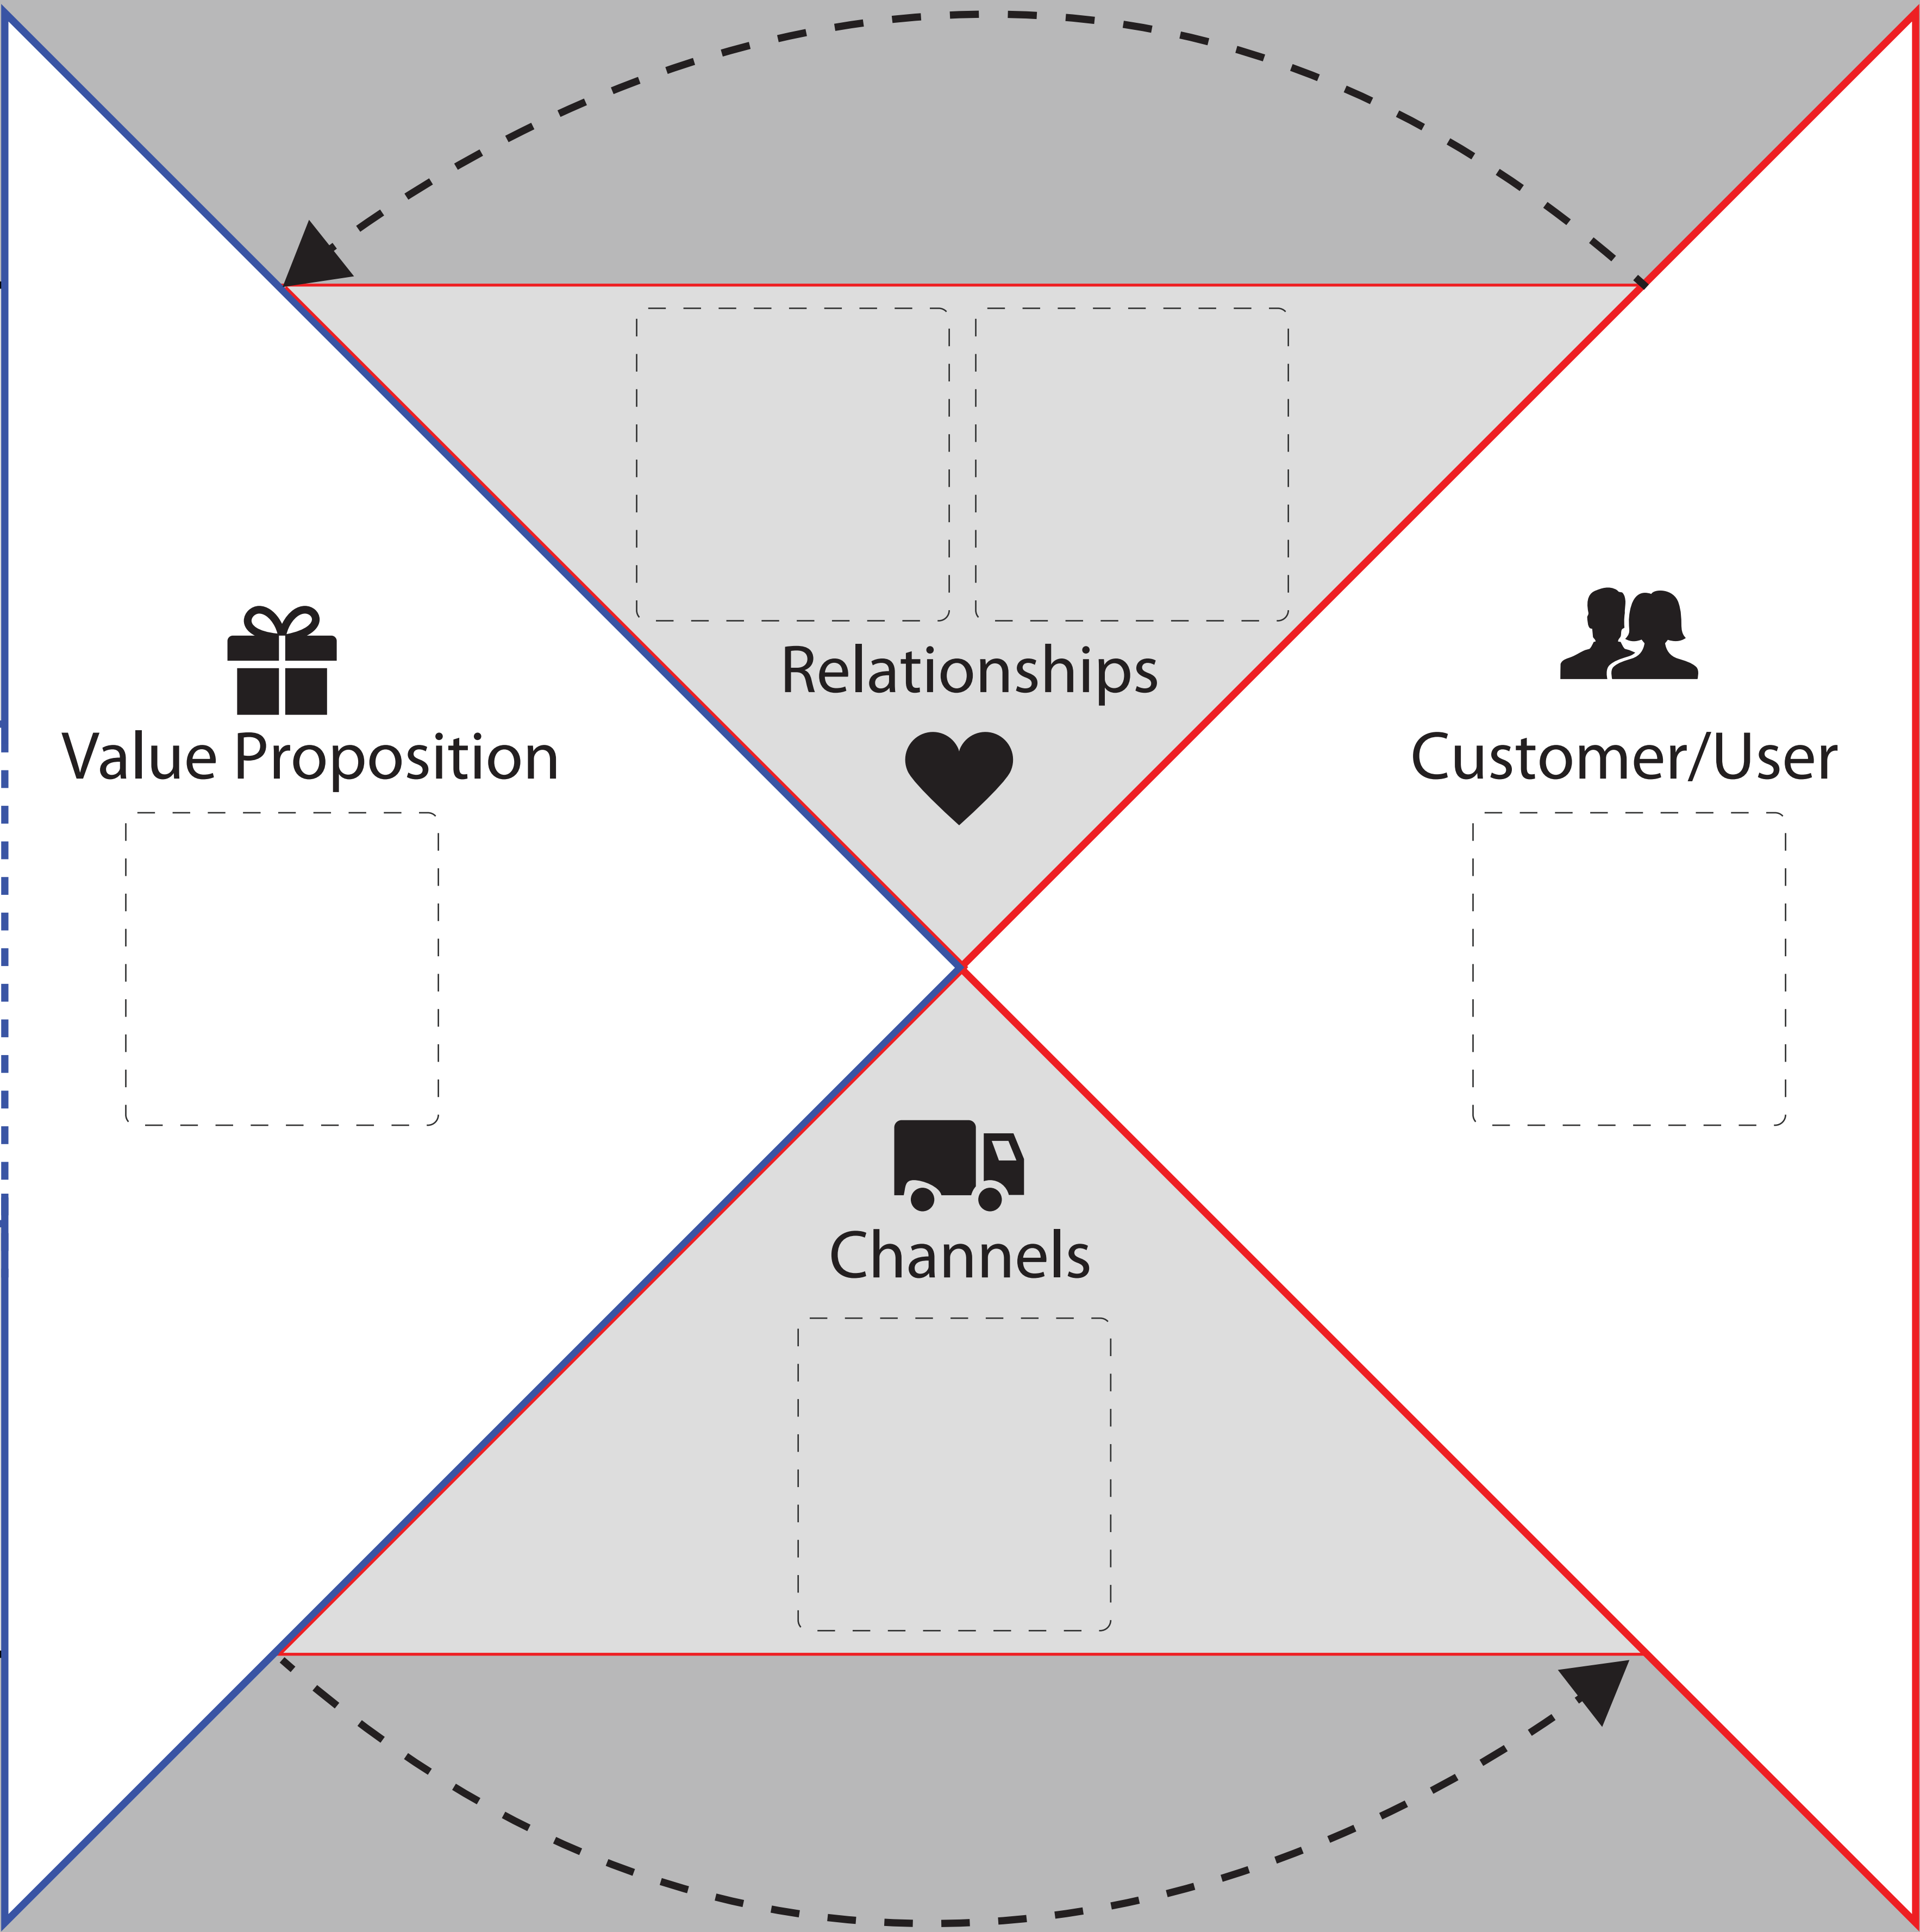 Relationships
Value Proposition
Customer/User
Channels